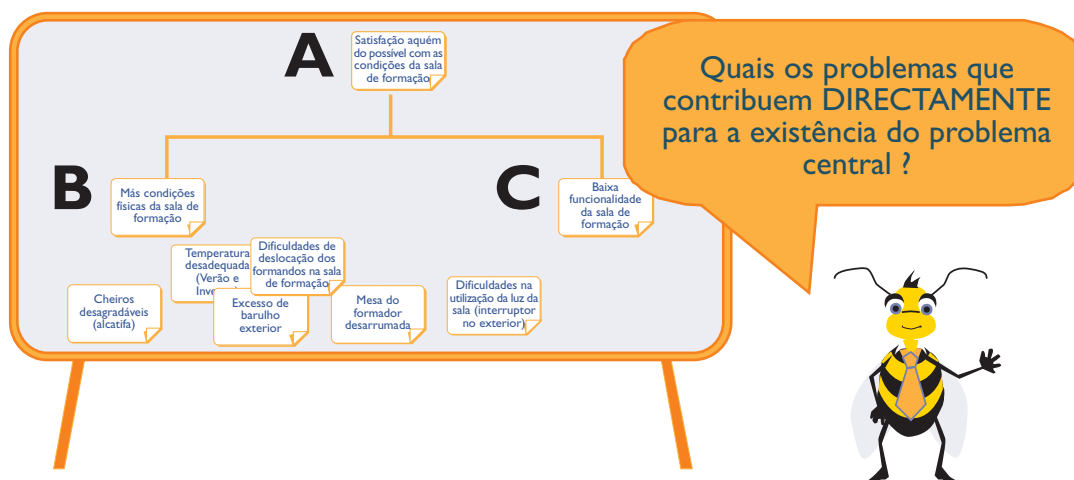 A
Satisfação aquém
do possível com as
condições da sala
de formação
Quais os problemas que
contribuem DIRECTAMENTE
para a existência do problema
central ?
B
Más condições
físicas da sala de
formação
C
Baixa
funcionalidade
da sala de
formação
Temperatura
desadequada
(Verão e
Dificuldades de
deslocação dos
formandos na sala
de formação
Cheiros
desagradáveis
(alcatifa)
Excesso de
barulho
exterior
Mesa do
formador
desarrumada
Dificuldades na
utilização da luz da
sala (interruptor
no exterior)